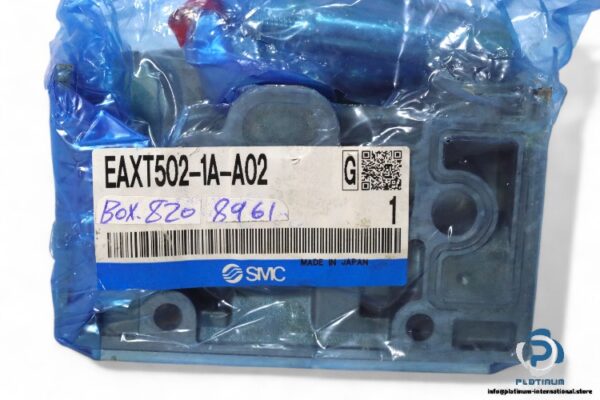 EAXT502-1A-A02
G
BOX.820 8961
1
MADE IN JAPAN
SMC
PLATINUM
info@platinum-international.store